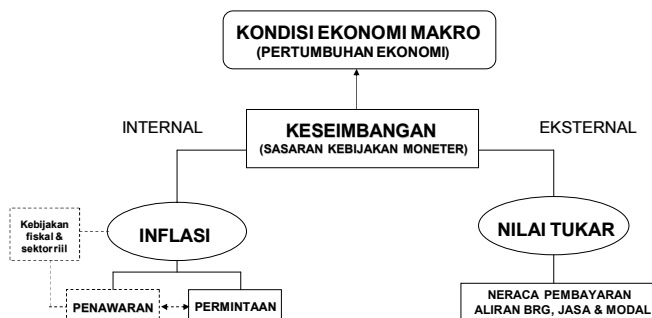 KONDISI EKONOMI MAKRO
(PERTUMBUHAN EKONOMI)
INTERNAL
KESEIMBANGAN
(SASARAN KEBIJAKAN MONETER)
EKSTERNAL
Kebijakan
fiskal &
sektor riil
INFLASI
NILAI TUKAR
PENAWARAN
PERMINTAAN
NERACA PEMBAYARAN
ALIRAN BRG, JASA & MODAL